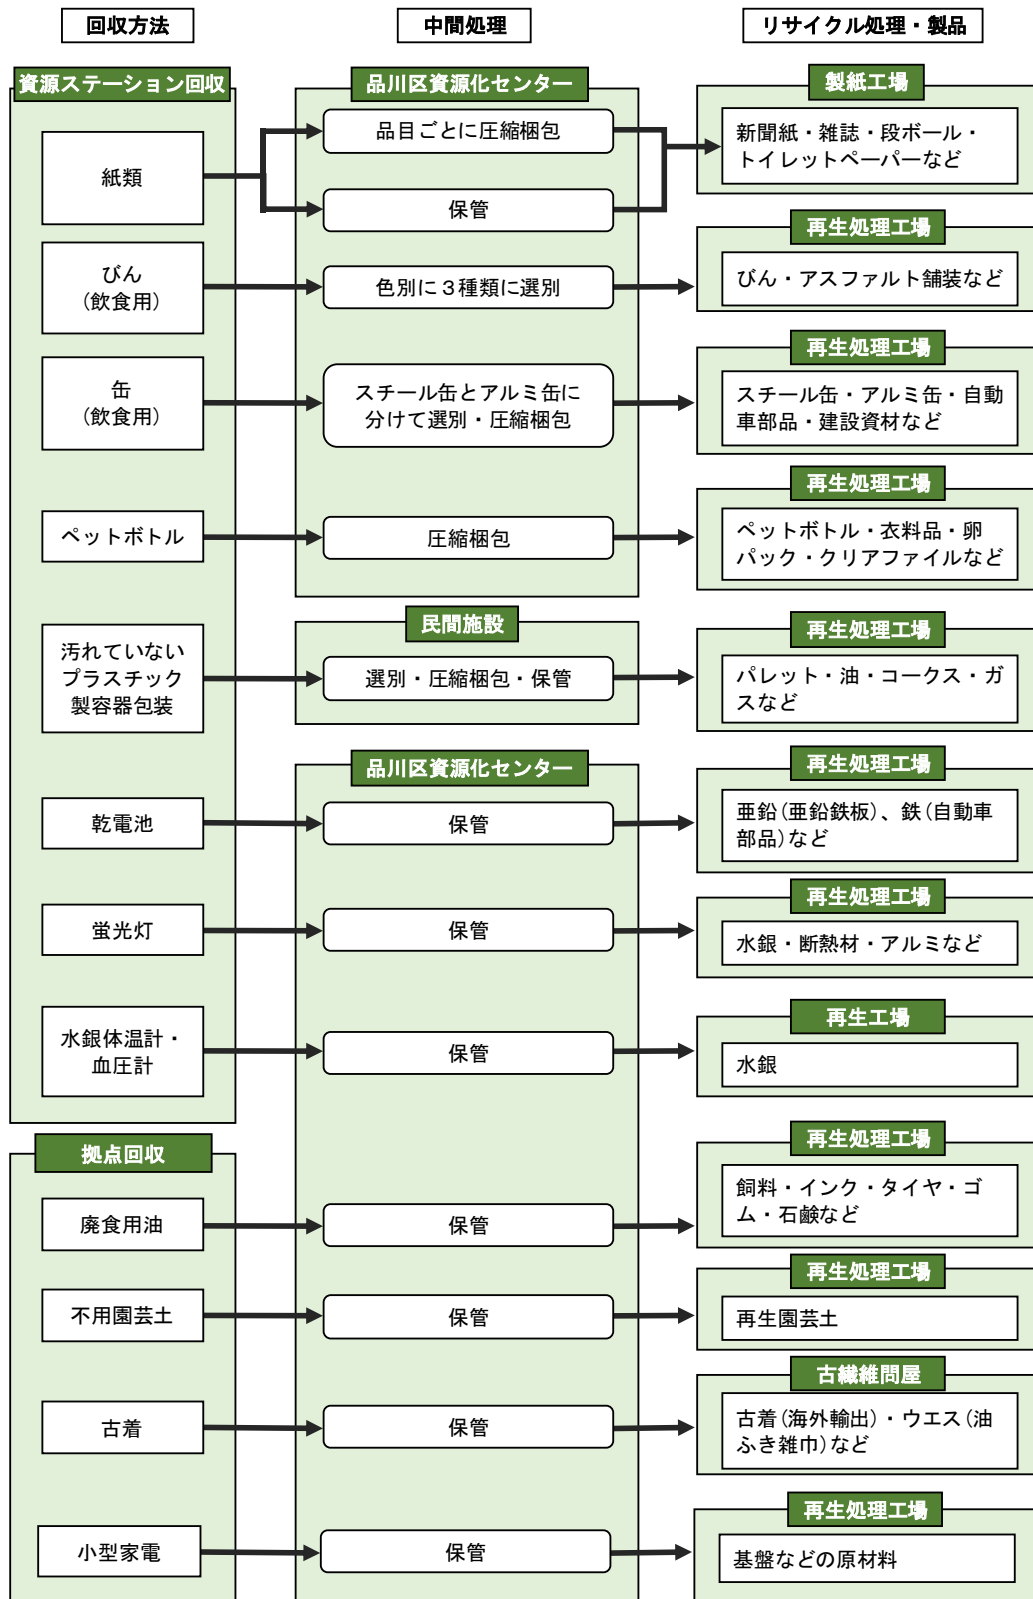 回収方法
中間処理
リサイクル処理・製品
資源ステーション回収
品川区資源化センター
製紙工場
紙類
品目ごとに圧縮梱包
保管
新聞紙・雑誌・段ボール・
トイレットペーパーなど
再生処理工場
びん
(飲食用)
色別に３種類に選別
びん・アスファルト舗装など
再生処理工場
缶
(飲食用)
スチール缶とアルミ缶に
分けて選別・圧縮梱包
スチール缶・アルミ缶・自動
車部品・建設資材など
再生処理工場
ペットボトル
圧縮梱包
ペットボトル・衣料品・卵
パック・クリアファイルなど
民間施設
再生処理工場
汚れていない
プラスチック
製容器包装
選別・圧縮梱包・保管
パレット・油・コークス・ガ
スなど
品川区資源化センター
再生処理工場
乾電池
保管
亜鉛(亜鉛鉄板)、鉄(自動車
部品)など
再生処理工場
蛍光灯
保管
水銀・断熱材・アルミなど
再生工場
水銀体温計・
血圧計
保管
水銀
拠点回収
再生処理工場
廃食用油
保管
飼料・インク・タイヤ・ゴ
ム・石鹸など
再生処理工場
不用園芸土
保管
再生園芸土
古繊維問屋
古着
保管
古着(海外輸出)・ウエス(油
ふき雑巾)など
再生処理工場
小型家電
保管
基盤などの原材料